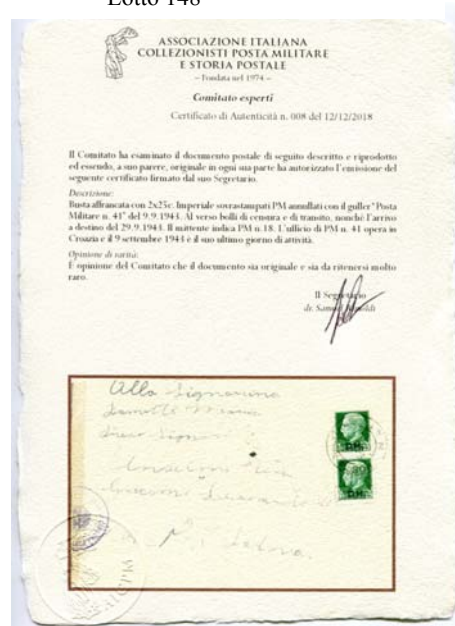 Lotto 148
ASSOCIAZIONE ITALIANA
COLLEZIONISTI POSTA MILITARE
E STORIA POSTALE
– Fondata nel 1974 –
Comitato esperti
Certificato di Autenticità n. 008 del 12/12/2018
Il Comitato ha esaminato il documento postale di seguito descritto e riprodotto
ed essendo, a suo parere, originale in ogni sua parte ha autorizzato l'emissione del
seguente certificato firmato dal suo Segretario.
Descrizione:
Busta affrancata con 2x25c. Imperiale sovrastampati PM annullati con il guller "Posta
Militare n. 41" del 9.9.1943. Al verso bolli di censura e di transito, nonché l'arrivo
a destino del 29.9.1943. Il mittente indica PM n. 18. L'ufficio di PM n. 41 opera in
Croazia e il 9 settembre 1943 è il suo ultimo giorno di attività.
Opinione di rarità:
È opinione del Comitato che il documento sia originale e sia da ritenersi molto
raro.
Il Segretario
dr.
Alla Signorina
P.M.
P.M.
AICPM